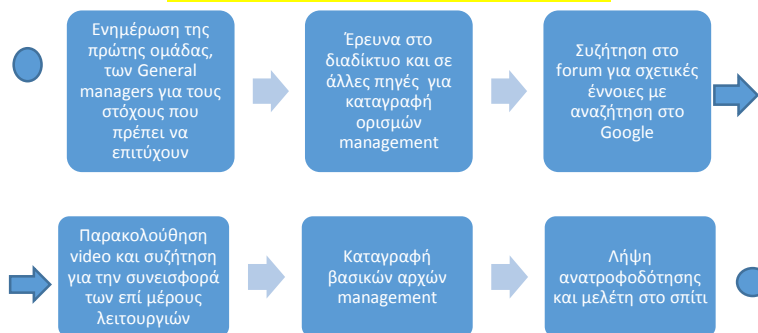 Ενημέρωση της
πρώτης ομάδας,
των General
managers για τους
στόχους που
πρέπει να
επιτύχουν
Έρευνα στο
διαδίκτυο και σε
άλλες πηγές για
καταγραφή
ορισμών
management
Συζήτηση στο
forum για σχετικές
έννοιες με
αναζήτηση στο
Google
Παρακολούθηση
video και συζήτηση
για την συνεισφορά
των επί μέρους
λειτουργιών
Καταγραφή
βασικών αρχών
management
Λήψη
ανατροφοδότησης
και μελέτη στο σπίτι